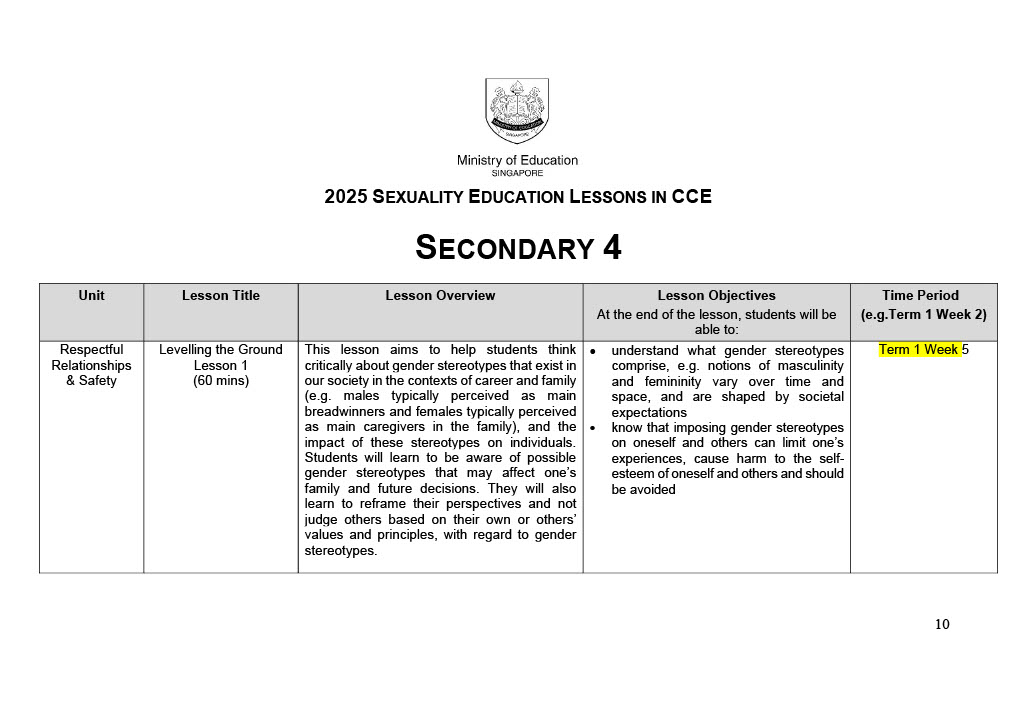 MINISTRY OF EDUCATION
SINGAPORE
Ministry of Education
SINGAPORE
2025 SEXUALITY EDUCATION LESSONS IN CCE
SECONDARY 4
Unit
Lesson Title
Lesson Overview
Lesson Objectives
At the end of the lesson, students will be
able to:
Time Period
(e.g.Term 1 Week 2)
Respectful
Relationships
& Safety
Levelling the Ground
Lesson 1
(60 mins)
This lesson aims to help students think
critically about gender stereotypes that exist in
our society in the contexts of career and family
(e.g. males typically perceived as main
breadwinners and females typically perceived
as main caregivers in the family), and the
impact of these stereotypes on individuals.
Students will learn to be aware of possible
gender stereotypes that may affect one’s
family and future decisions. They will also
learn to reframe their perspectives and not
judge others based on their own or others’
values and principles, with regard to gender
stereotypes.
• understand what gender stereotypes
comprise, e.g. notions of masculinity
and femininity vary over time and
space, and are shaped by societal
expectations
• know that imposing gender stereotypes
on oneself and others can limit one’s
experiences, cause harm to the self-
esteem of oneself and others and should
be avoided
Term 1 Week 5
10